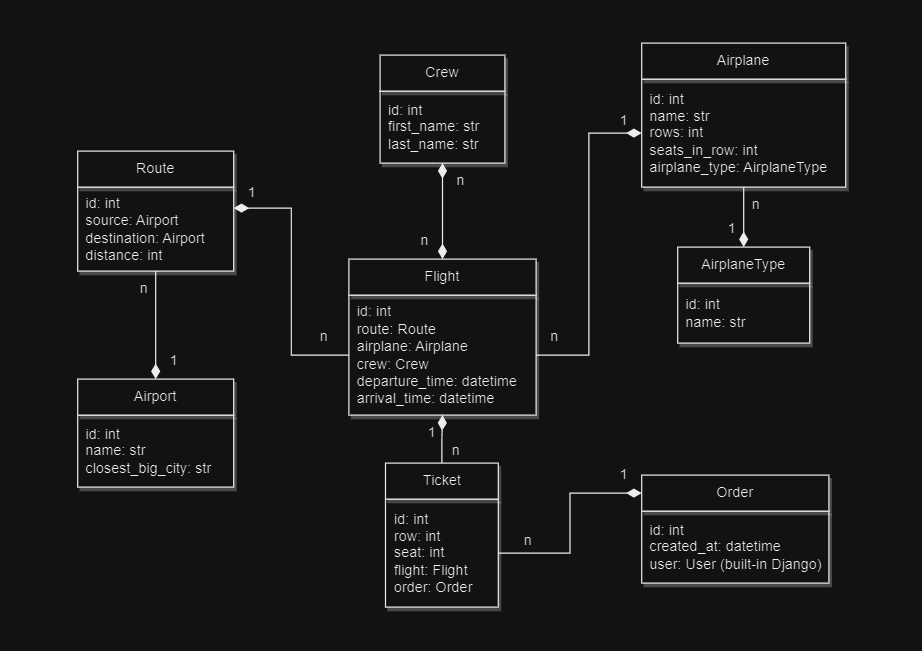 Crew
id: int
first_name: str
last_name: str
n
n
Airplane
id: int
name: str
rows: int
seats_in_row: int
airplane_type: AirplaneType
1
n
1
AirplaneType
id: int
name: str
Route
id: int
source: Airport
destination: Airport
distance: int
1
n
n
1
Airport
id: int
name: str
closest_big_city: str
Flight
id: int
route: Route
airplane: Airplane
crew: Crew
departure_time: datetime
arrival_time: datetime
n
1
n
Ticket
id: int
row: int
seat: int
flight: Flight
order: Order
n
1
Order
id: int
created_at: datetime
user: User (built-in Django)